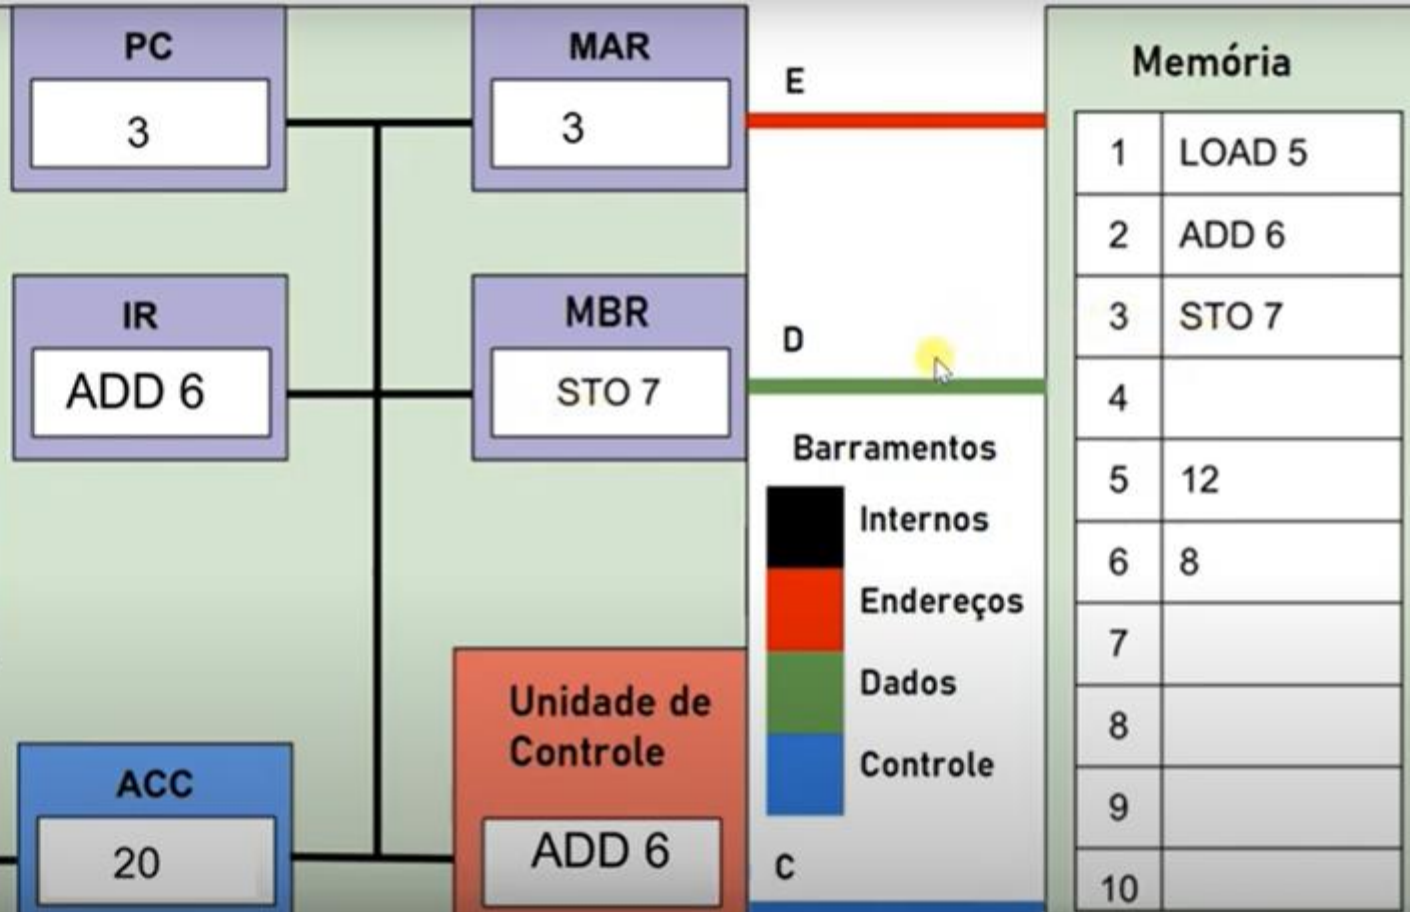 PC
3
MAR
3
E
Memória
1 LOAD 5
2 ADD 6
3 STO 7
4
5 12
6 8
7
8
9
10
IR
ADD 6
MBR
STO 7
D
Barramentos
Internos
Endereços
Dados
Controle
ACC
20
Unidade de
Controle
ADD 6
C